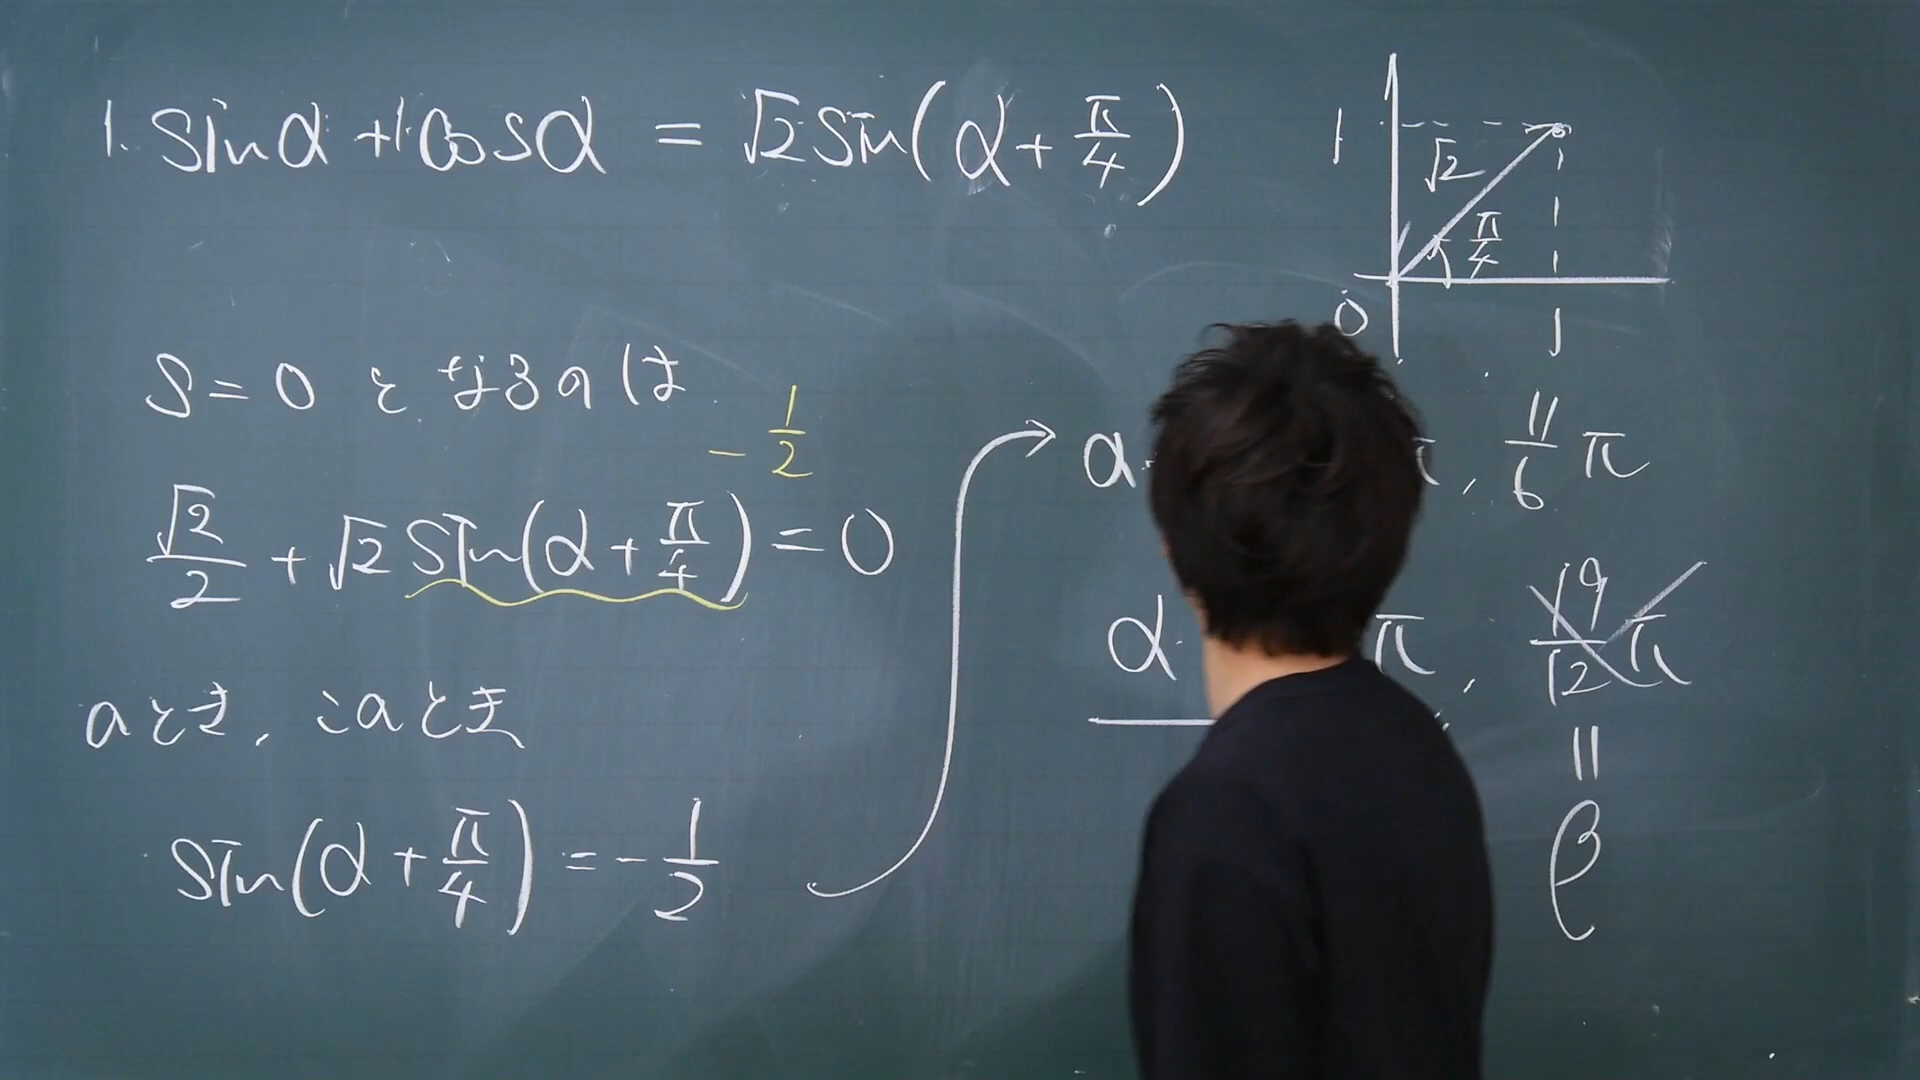 1・sinα+1・cosα = √2 sin(α+π/4)
1
√2
π/4
0
1
S=0 となるのは
-1/2
√2/2 + √2 sin(α+π/4) = 0
のとき、このとき
sin(α+π/4) = -1/2
α
π, 11/6 π
α
π, 19/12 π
=
β